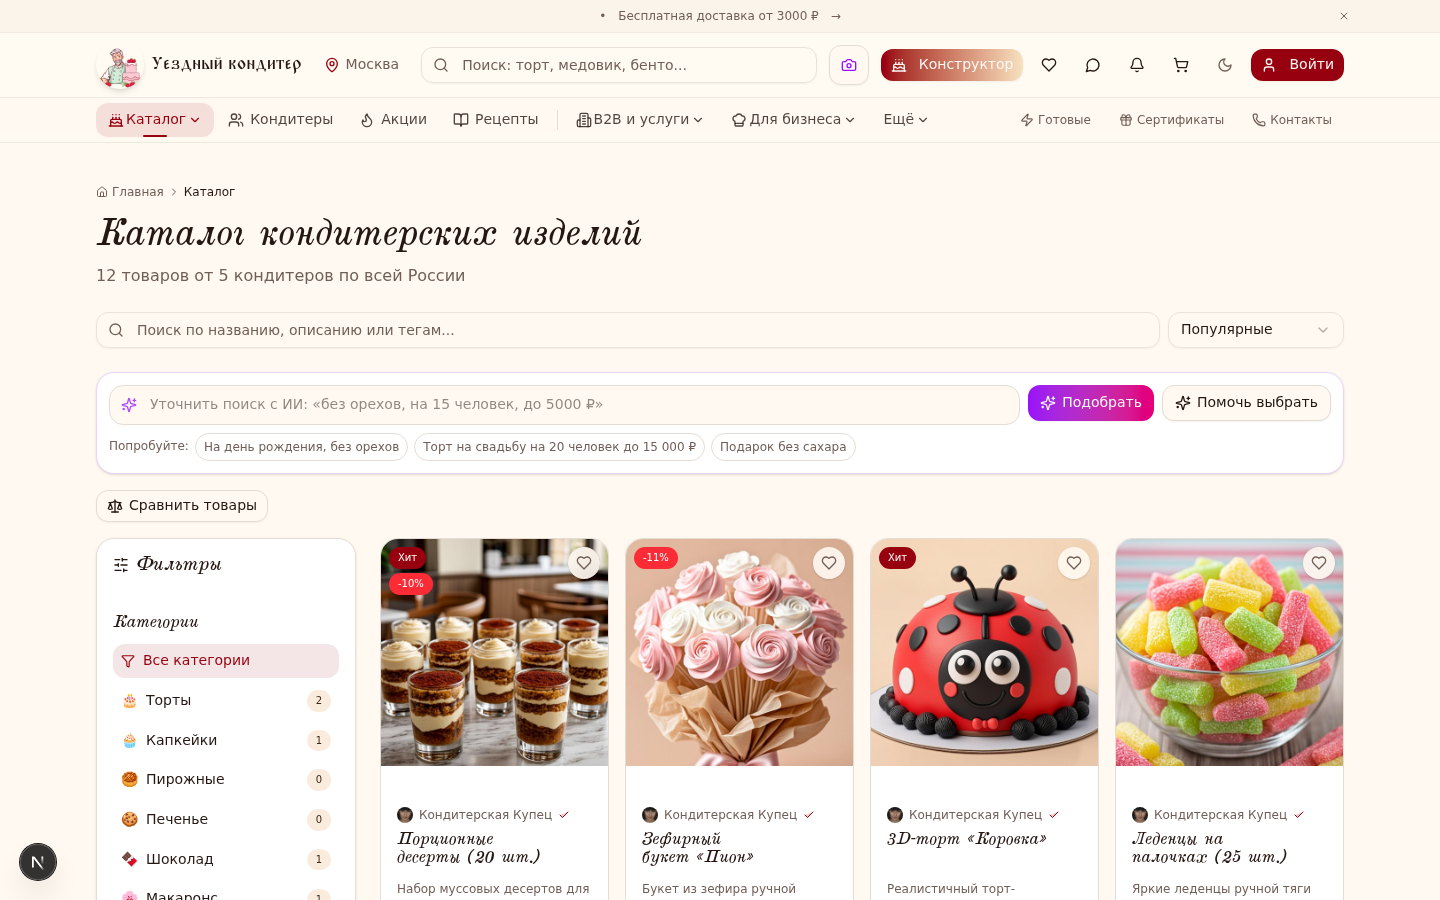 • Бесплатная доставка от 3000 ₽ →
Уездный кондитер
Москва
Поиск: торт, медовик, бенто...
Конструктор
Войти
Каталог
Кондитеры
Акции
Рецепты
B2B и услуги
Для бизнеса
Ещё
Готовые
Сертификаты
Контакты
Главная
Каталог
Каталог кондитерских изделий
12 товаров от 5 кондитеров по всей России
Поиск по названию, описанию или тегам...
Популярные
Уточнить поиск с ИИ: «без орехов, на 15 человек, до 5000 ₽»
Подобрать
Помочь выбрать
Попробуйте:
На день рождения, без орехов
Торт на свадьбу на 20 человек до 15 000 ₽
Подарок без сахара
Сравнить товары
Фильтры
Категории
Все категории
Торты 2
Капкейки 1
Пирожные 0
Печенье 0
Шоколад 1
Макаронс 1
N
Хит
-10%
Кондитерская Купец
Порционные
десерты (20 шт.)
Набор муссовых десертов для
-11%
Кондитерская Купец
Зефирный
букет «Пион»
Букет из зефира ручной
Хит
Кондитерская Купец
3D-торт «Коровка»
Реалистичный торт-
Кондитерская Купец
Леденцы на
палочках (25 шт.)
Яркие леденцы ручной тяги